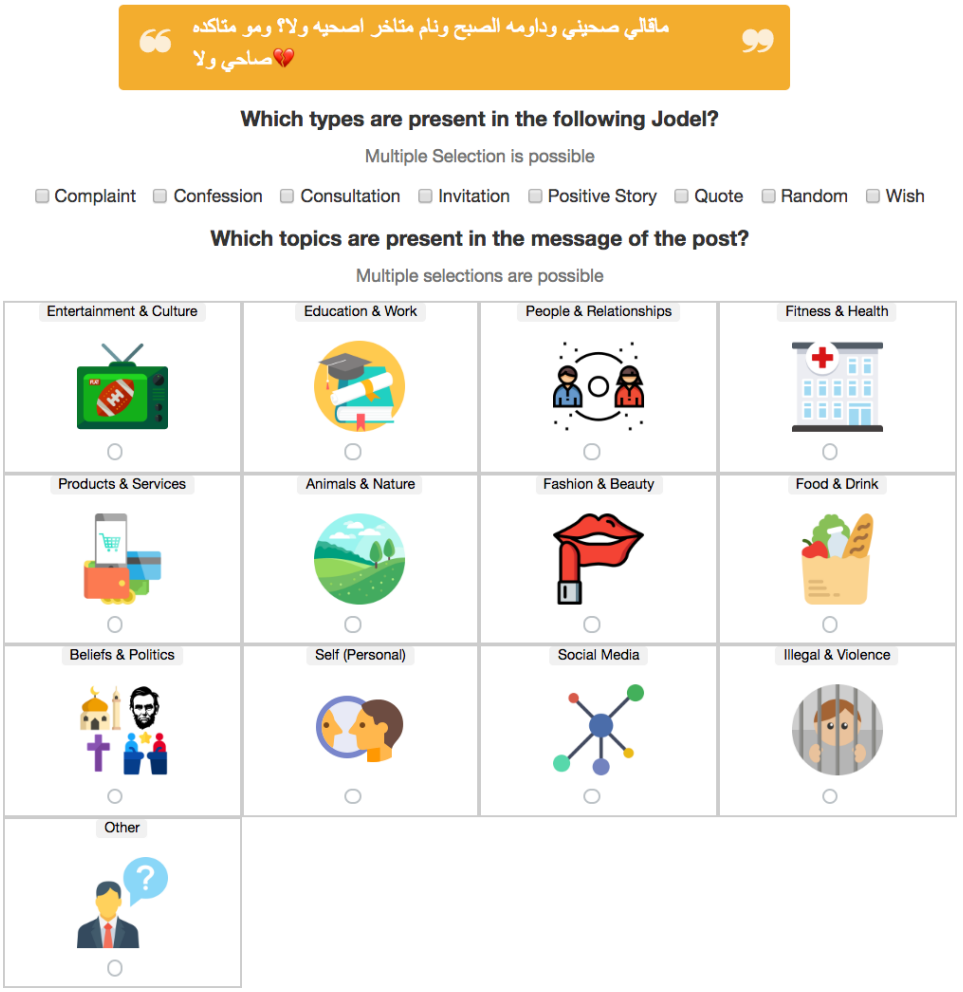 ماقالي صحيني وداومه الصبح ونام متاخر اصحيه ولا؟ ومو متاكده
صاحي ولا💔
Which types are present in the following Jodel?
Multiple Selection is possible
Complaint Confession Consultation Invitation Positive Story Quote Random Wish
Which topics are present in the message of the post?
Multiple selections are possible
Entertainment & Culture Education & Work People & Relationships Fitness & Health
PLAY
Products & Services Animals & Nature Fashion & Beauty Food & Drink
Beliefs & Politics Self (Personal) Social Media Illegal & Violence
Other
?